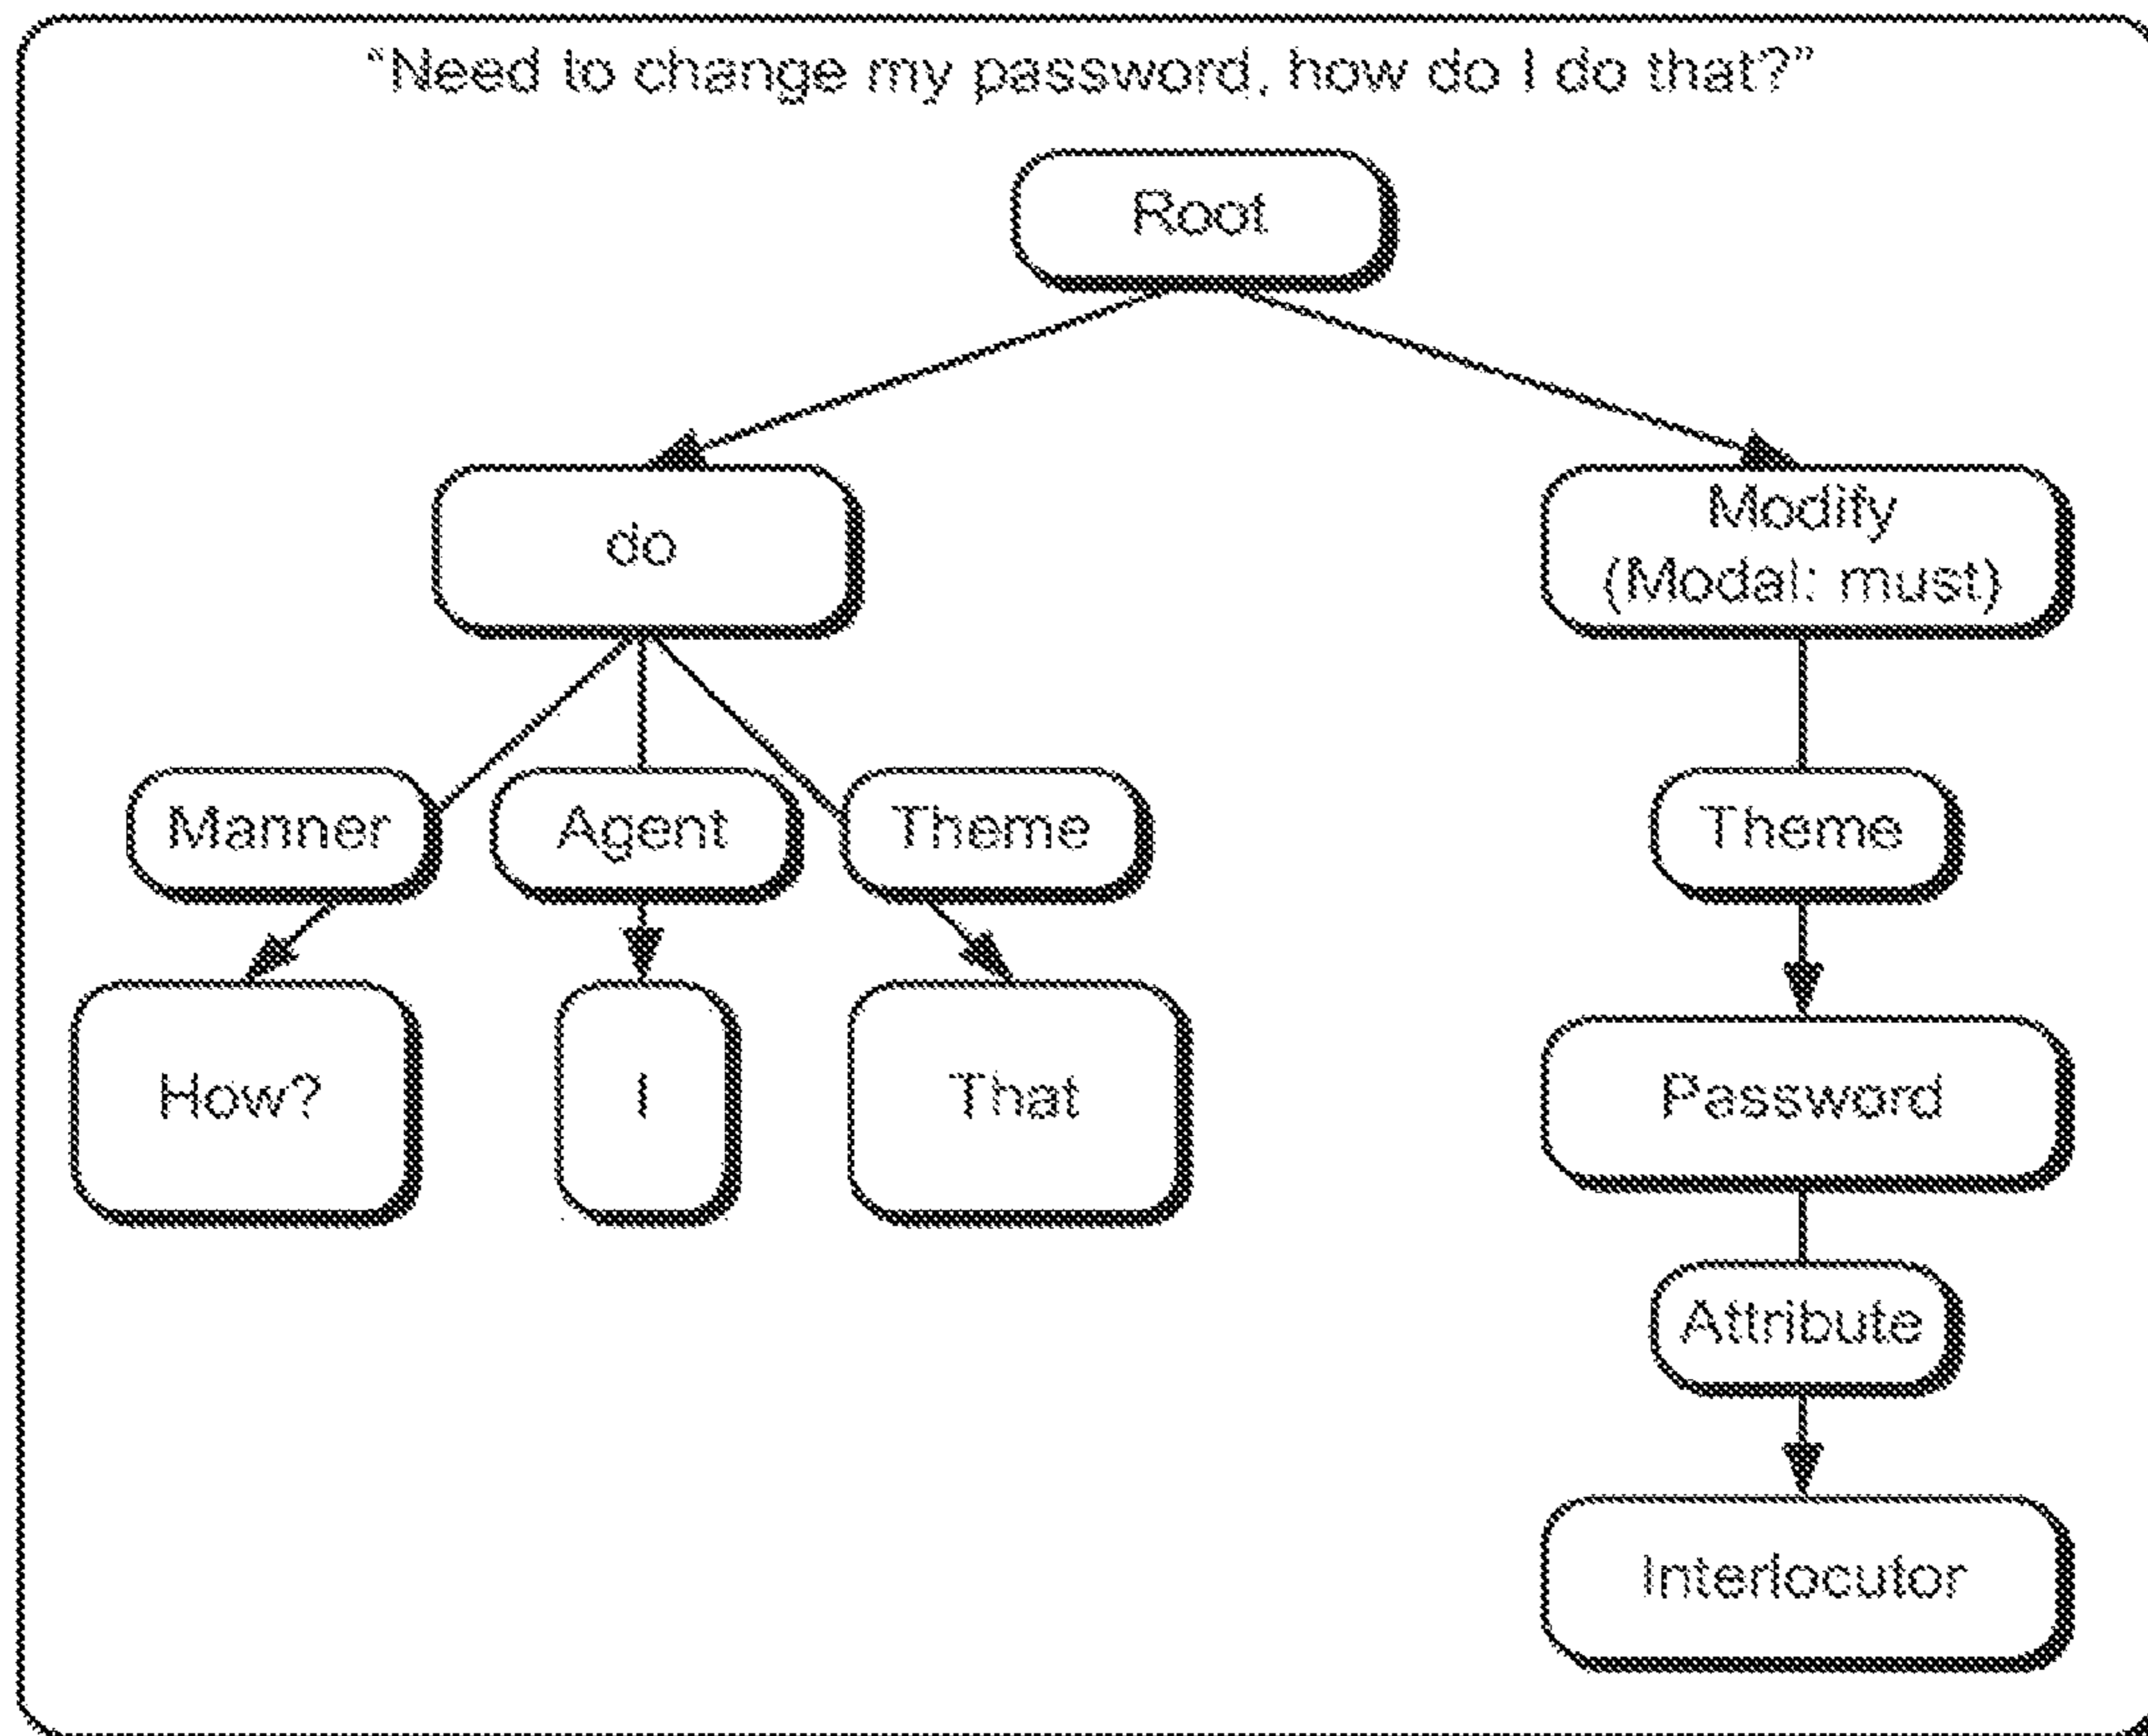 “Need to change my password, how do I do that?”
Root
do
Modify
(Modal: must)
Manner
Agent
Theme
Theme
How?
I
That
Password
Attribute
Interlocutor